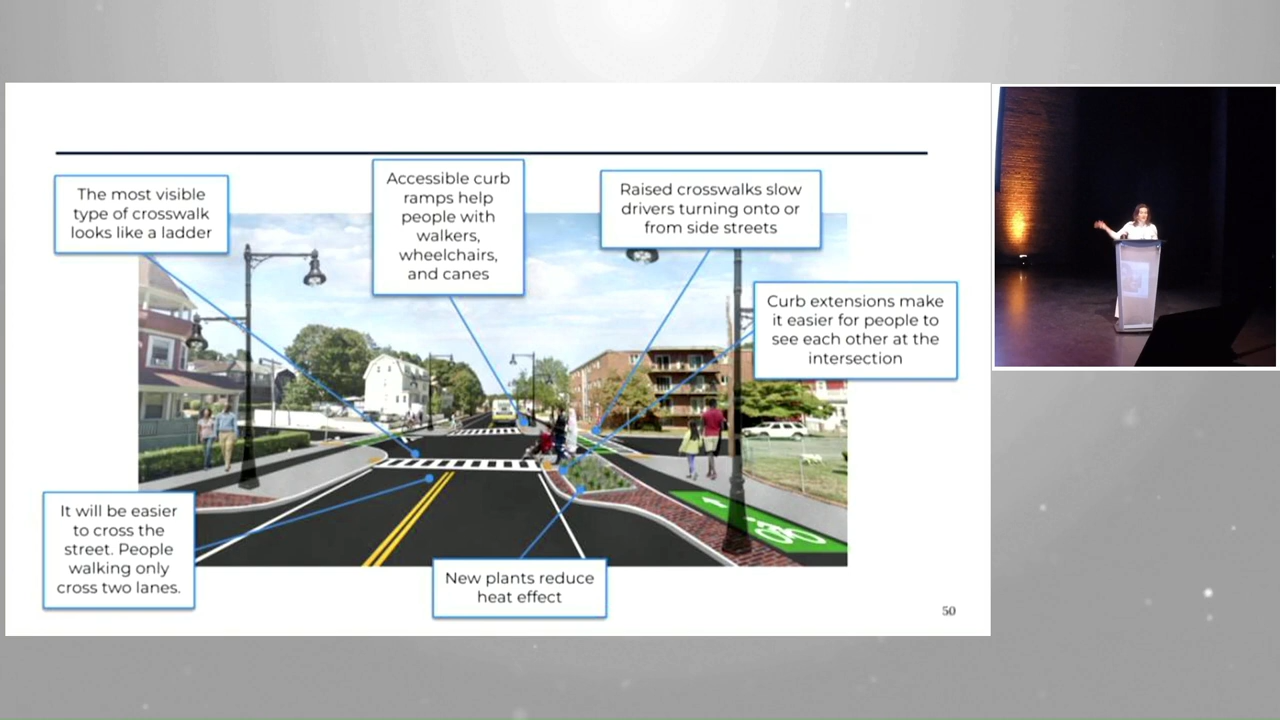 The most visible
type of crosswalk
looks like a ladder
Accessible curb
ramps help
people with
walkers,
wheelchairs,
and canes
Raised crosswalks slow
drivers turning onto or
from side streets
Curb extensions make
it easier for people to
see each other at the
intersection
It will be easier
to cross the
street. People
walking only
cross two lanes.
New plants reduce
heat effect
50